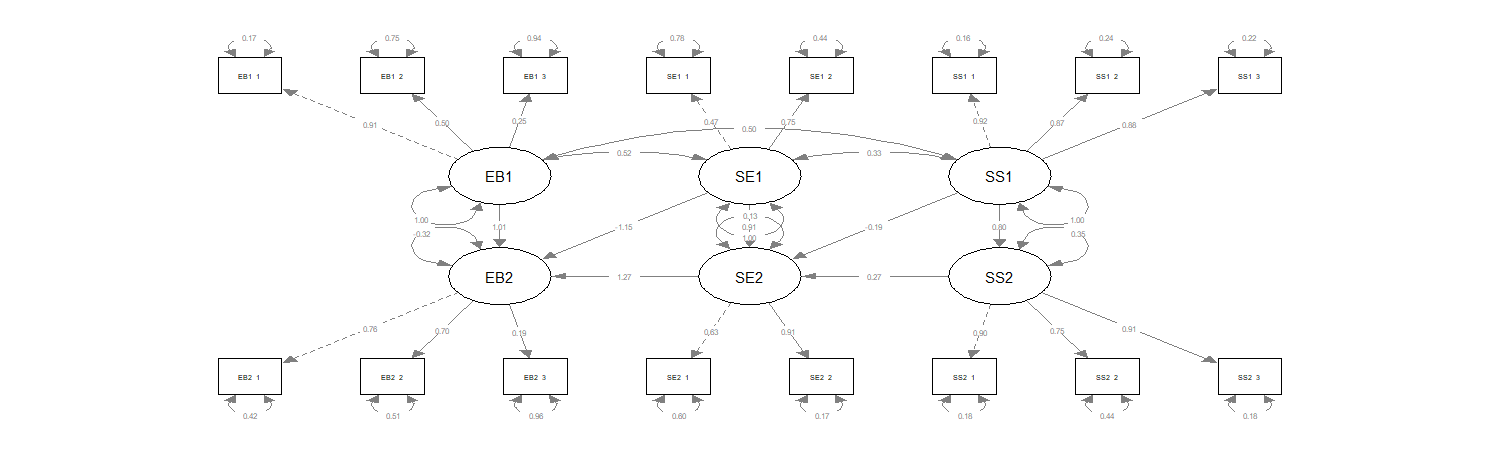 0.17 0.75 0.94 0.78 0.44 0.16 0.24 0.22
EB1 1 EB1 2 EB1 3 SE1 1 SE1 2 SS1 1 SS1 2 SS1 3
0.91 0.50 0.25 0.47 0.75 0.92 0.87 0.88
0.50
0.52 0.33
EB1 SE1 SS1
1.00 0.13 1.00
1.01 -1.15 0.91 -0.19 0.80
-0.32 1.00 0.35
EB2 1.27 SE2 0.27 SS2
0.76 0.70 0.19 0.63 0.91 0.90 0.75 0.91
EB2 1 EB2 2 EB2 3 SE2 1 SE2 2 SS2 1 SS2 2 SS2 3
0.42 0.51 0.96 0.60 0.17 0.18 0.44 0.18